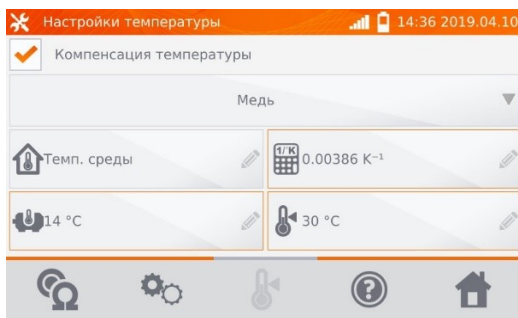 Настройки температуры 14:36 2019.04.10
Компенсация температуры
Медь
Темп. среды 1/°K 0.00386 K⁻¹
14 °C 30 °C
Ω
?